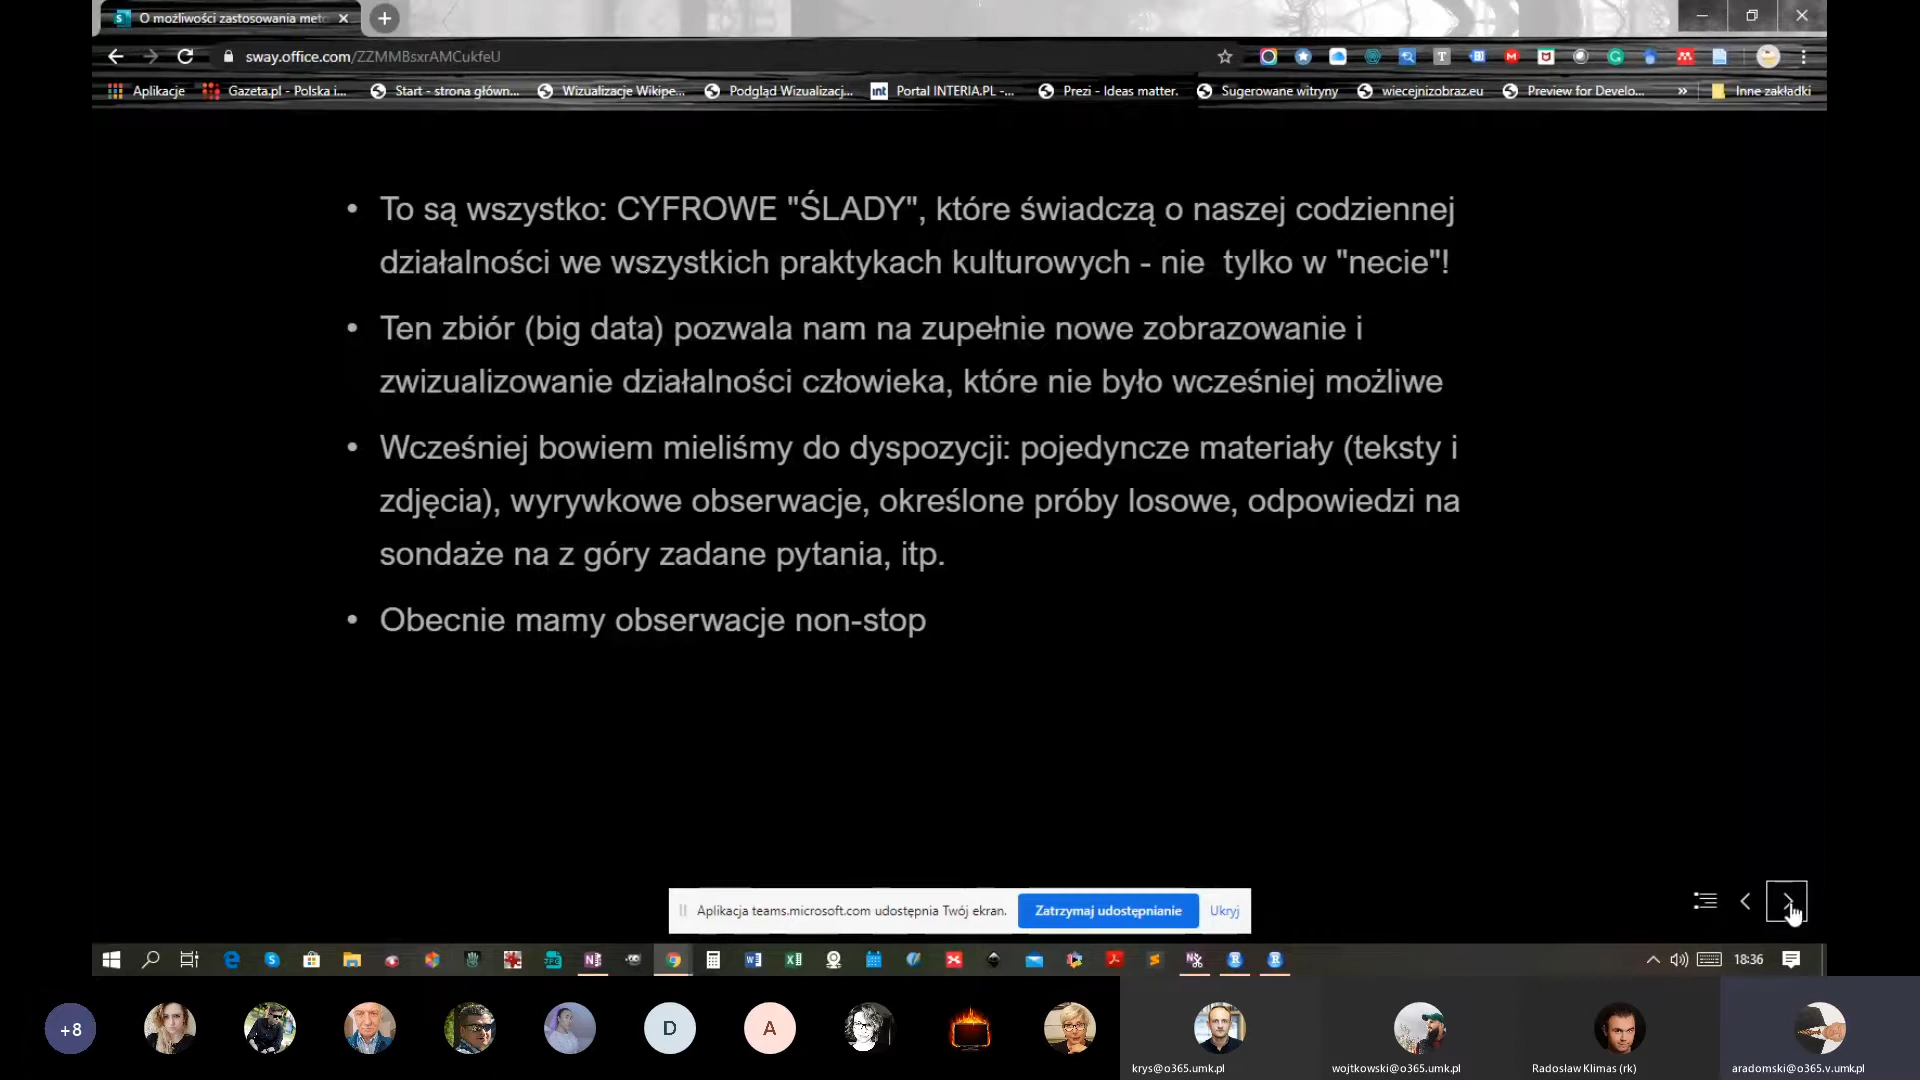 O możliwości zastosowania met
sway.office.com/ZZMMBsxrAMCukfeU
Aplikacje
Gazeta.pl - Polska i...
Start - strona główn...
Wizualizacje Wikipe...
Podgląd Wizualizacj...
Portal INTERIA.PL -...
Prezi - Ideas matter.
Sugerowane witryny
wiecejnizobraz.eu
Preview for Develo...
Inne zakładki
• To są wszystko: CYFROWE "ŚLADY", które świadczą o naszej codziennej
działalności we wszystkich praktykach kulturowych - nie  tylko w "necie"!
• Ten zbiór (big data) pozwala nam na zupełnie nowe zobrazowanie i
zwizualizowanie działalności człowieka, które nie było wcześniej możliwe
• Wcześniej bowiem mieliśmy do dyspozycji: pojedyncze materiały (teksty i
zdjęcia), wyrywkowe obserwacje, określone próby losowe, odpowiedzi na
sondaże na z góry zadane pytania, itp.
• Obecnie mamy obserwacje non-stop
Aplikacja teams.microsoft.com udostępnia Twój ekran.
Zatrzymaj udostępnianie
Ukryj
18:36
+8
D
A
krys@o365.umk.pl
wojtkowski@o365.umk.pl
Radosław Klimas (rk)
aradomski@o365.v.umk.pl